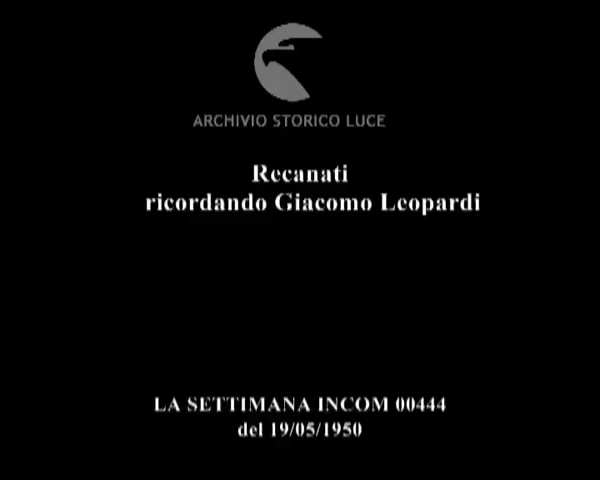 ARCHIVIO STORICO LUCE
Recanati
ricordando Giacomo Leopardi
LA SETTIMANA INCOM 00444
del 19/05/1950